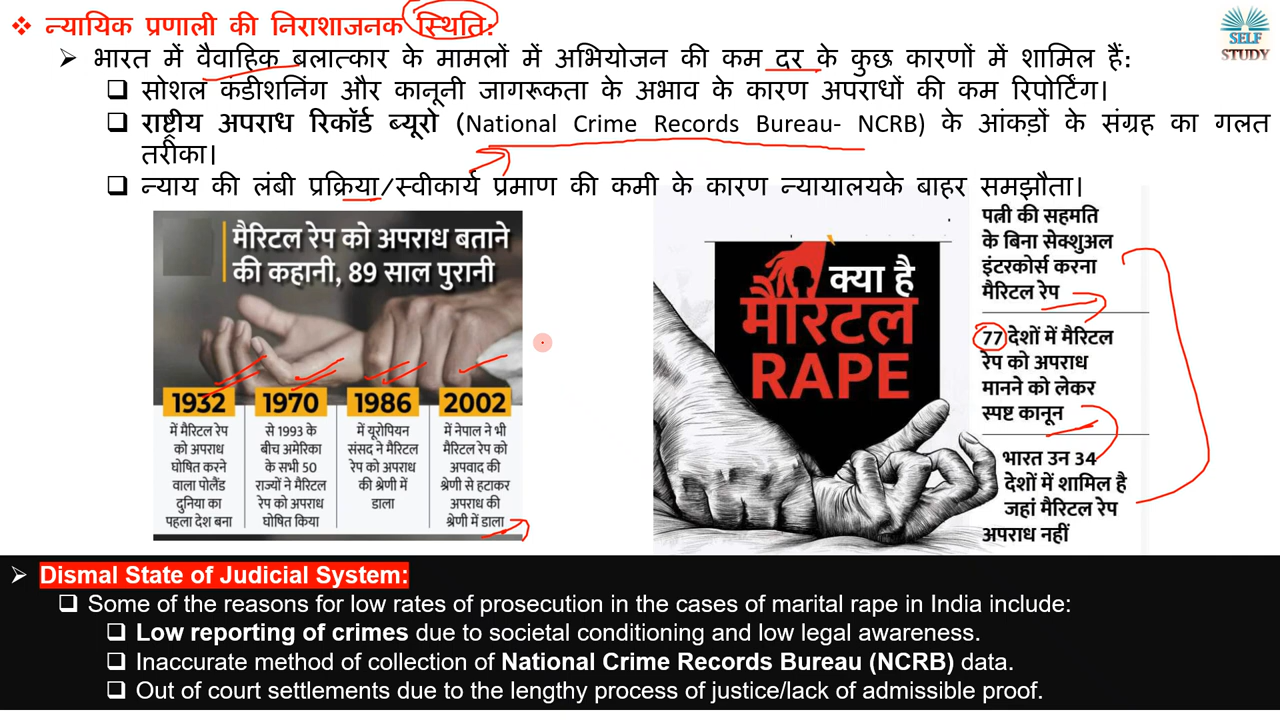 ❖ न्यायिक प्रणाली की निराशाजनक स्थिति:
SELF
STUDY
➢ भारत में वैवाहिक बलात्कार के मामलों में अभियोजन की कम दर के कुछ कारणों में शामिल हैं:
❑ सोशल कंडीशनिंग और कानूनी जागरूकता के अभाव के कारण अपराधों की कम रिपोर्टिंग।
❑ राष्ट्रीय अपराध रिकॉर्ड ब्यूरो (National Crime Records Bureau- NCRB) के आंकड़ों के संग्रह का गलत
तरीका।
❑ न्याय की लंबी प्रक्रिया/स्वीकार्य प्रमाण की कमी के कारण न्यायालयके बाहर समझौता।
मैरिटल रेप को अपराध बताने
की कहानी, 89 साल पुरानी
1932
में मैरिटल रेप
को अपराध
घोषित करने
वाला पोलैंड
दुनिया का
पहला देश बना
1970
से 1993 के
बीच अमेरिका
के सभी 50
राज्यों ने मैरिटल
रेप को अपराध
घोषित किया
1986
में यूरोपियन
संसद ने मैरिटल
रेप को अपराध
की श्रेणी में
डाला
2002
में नेपाल ने भी
मैरिटल रेप को
अपवाद की
श्रेणी से हटाकर
अपराध की
श्रेणी में डाला
क्या है
मैरिटल
RAPE
पत्नी की सहमति
के बिना सेक्शुअल
इंटरकोर्स करना
मैरिटल रेप
77 देशों में मैरिटल
रेप को अपराध
मानने को लेकर
स्पष्ट कानून
भारत उन 34
देशों में शामिल है
जहां मैरिटल रेप
अपराध नहीं
➢ Dismal State of Judicial System:
❑ Some of the reasons for low rates of prosecution in the cases of marital rape in India include:
❑ Low reporting of crimes due to societal conditioning and low legal awareness.
❑ Inaccurate method of collection of National Crime Records Bureau (NCRB) data.
❑ Out of court settlements due to the lengthy process of justice/lack of admissible proof.